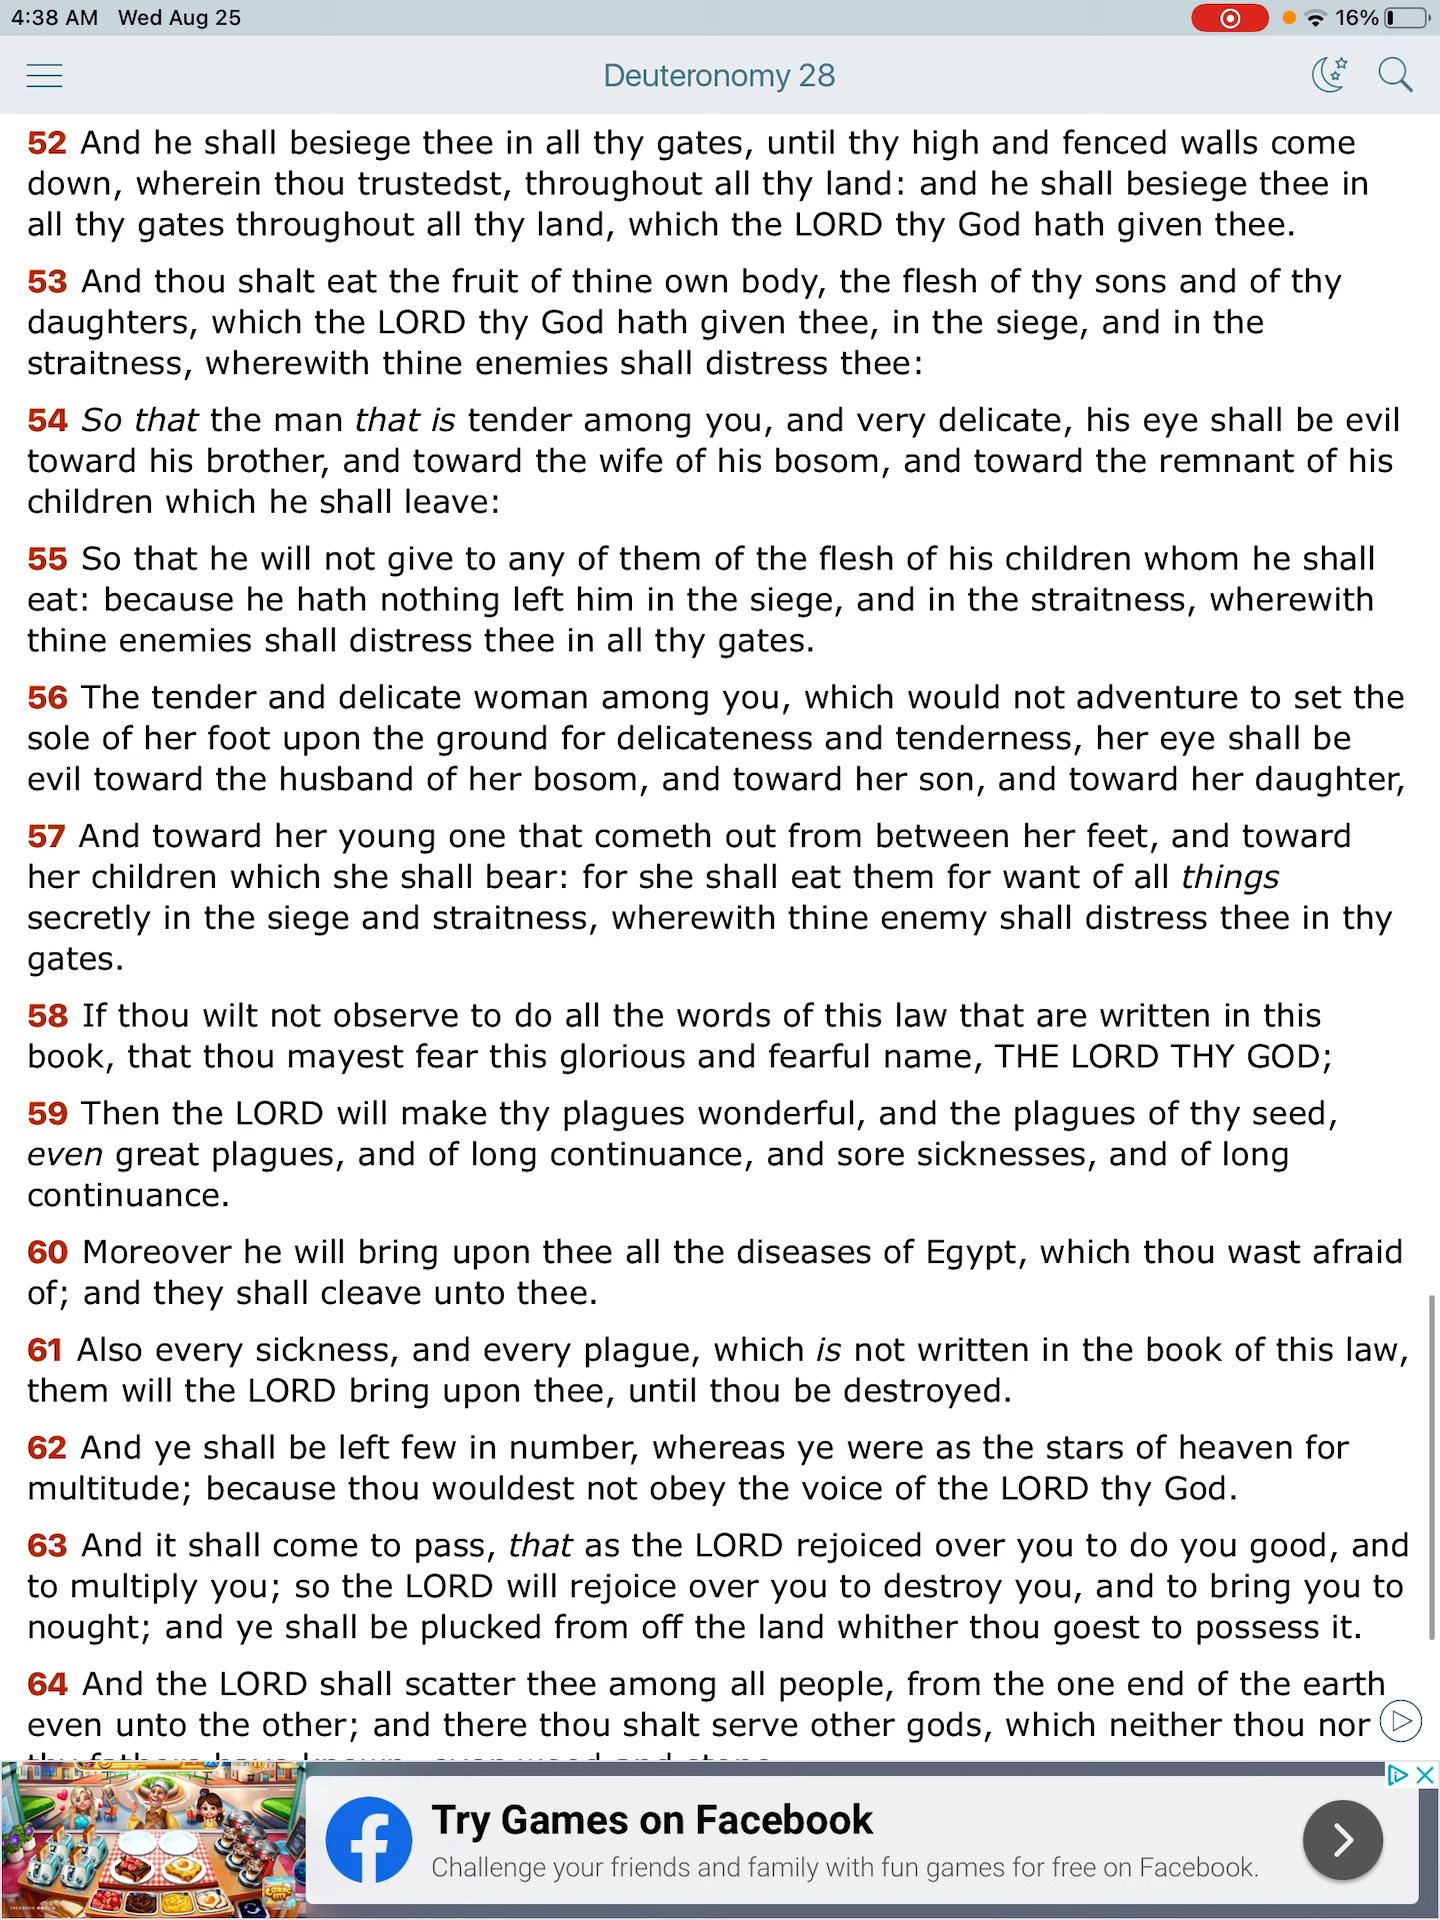 4:38 AM Wed Aug 25 16%
Deuteronomy 28
52 And he shall besiege thee in all thy gates, until thy high and fenced walls come
down, wherein thou trustedst, throughout all thy land: and he shall besiege thee in
all thy gates throughout all thy land, which the LORD thy God hath given thee.
53 And thou shalt eat the fruit of thine own body, the flesh of thy sons and of thy
daughters, which the LORD thy God hath given thee, in the siege, and in the
straitness, wherewith thine enemies shall distress thee:
54 So that the man that is tender among you, and very delicate, his eye shall be evil
toward his brother, and toward the wife of his bosom, and toward the remnant of his
children which he shall leave:
55 So that he will not give to any of them of the flesh of his children whom he shall
eat: because he hath nothing left him in the siege, and in the straitness, wherewith
thine enemies shall distress thee in all thy gates.
56 The tender and delicate woman among you, which would not adventure to set the
sole of her foot upon the ground for delicateness and tenderness, her eye shall be
evil toward the husband of her bosom, and toward her son, and toward her daughter,
57 And toward her young one that cometh out from between her feet, and toward
her children which she shall bear: for she shall eat them for want of all things
secretly in the siege and straitness, wherewith thine enemy shall distress thee in thy
gates.
58 If thou wilt not observe to do all the words of this law that are written in this
book, that thou mayest fear this glorious and fearful name, THE LORD THY GOD;
59 Then the LORD will make thy plagues wonderful, and the plagues of thy seed,
even great plagues, and of long continuance, and sore sicknesses, and of long
continuance.
60 Moreover he will bring upon thee all the diseases of Egypt, which thou wast afraid
of; and they shall cleave unto thee.
61 Also every sickness, and every plague, which is not written in the book of this law,
them will the LORD bring upon thee, until thou be destroyed.
62 And ye shall be left few in number, whereas ye were as the stars of heaven for
multitude; because thou wouldest not obey the voice of the LORD thy God.
63 And it shall come to pass, that as the LORD rejoiced over you to do you good, and
to multiply you; so the LORD will rejoice over you to destroy you, and to bring you to
nought; and ye shall be plucked from off the land whither thou goest to possess it.
64 And the LORD shall scatter thee among all people, from the one end of the earth
even unto the other; and there thou shalt serve other gods, which neither thou nor
thy fathers have known, even wood and stone.
Try Games on Facebook
Challenge your friends and family with fun games for free on Facebook.